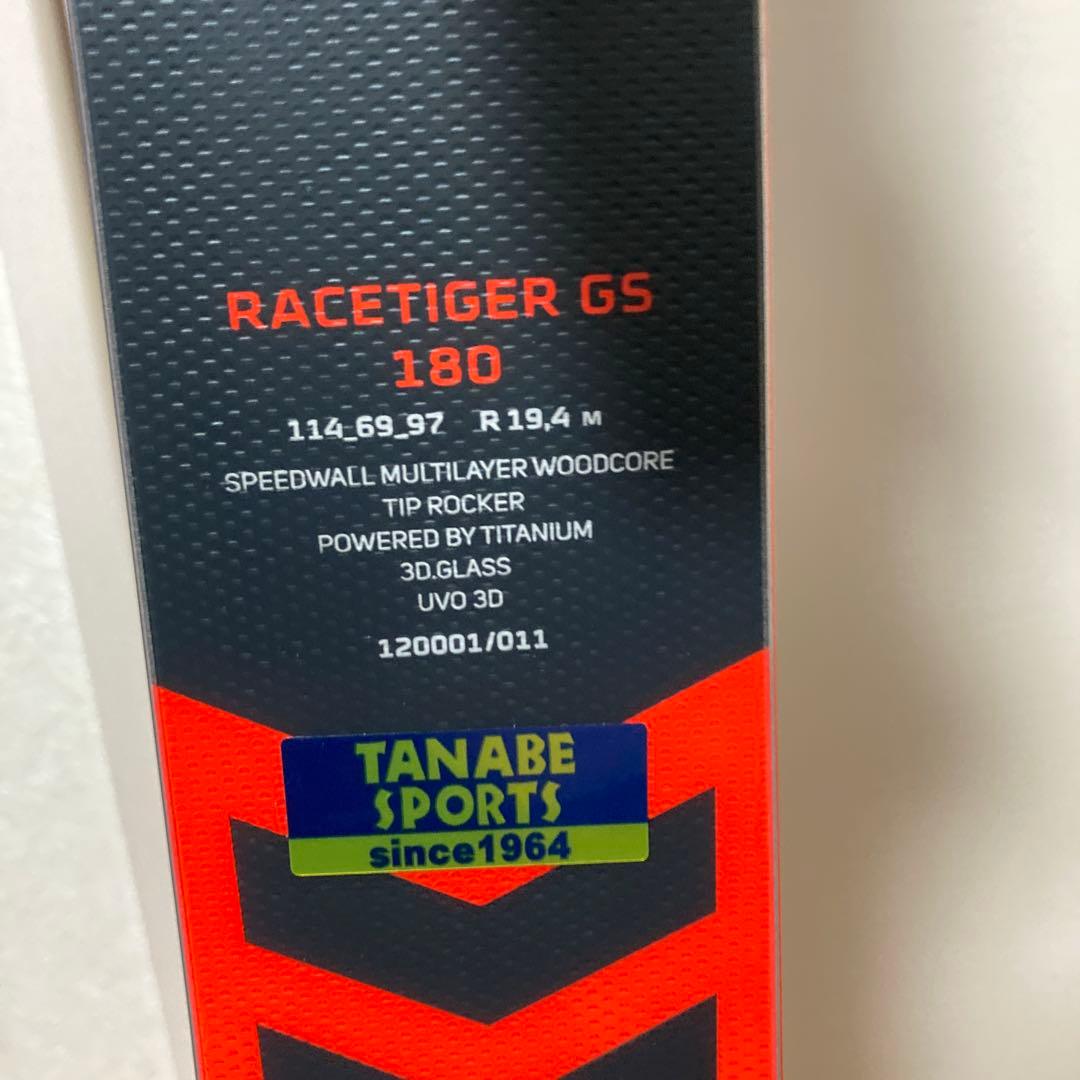 RACETIGER GS
180
114_69_97 R 19,4 M
SPEEDWALL MULTILAYER WOODCORE
TIP ROCKER
POWERED BY TITANIUM
3D.GLASS
UVO 3D
120001/011
TANABE
SPORTS
since1964